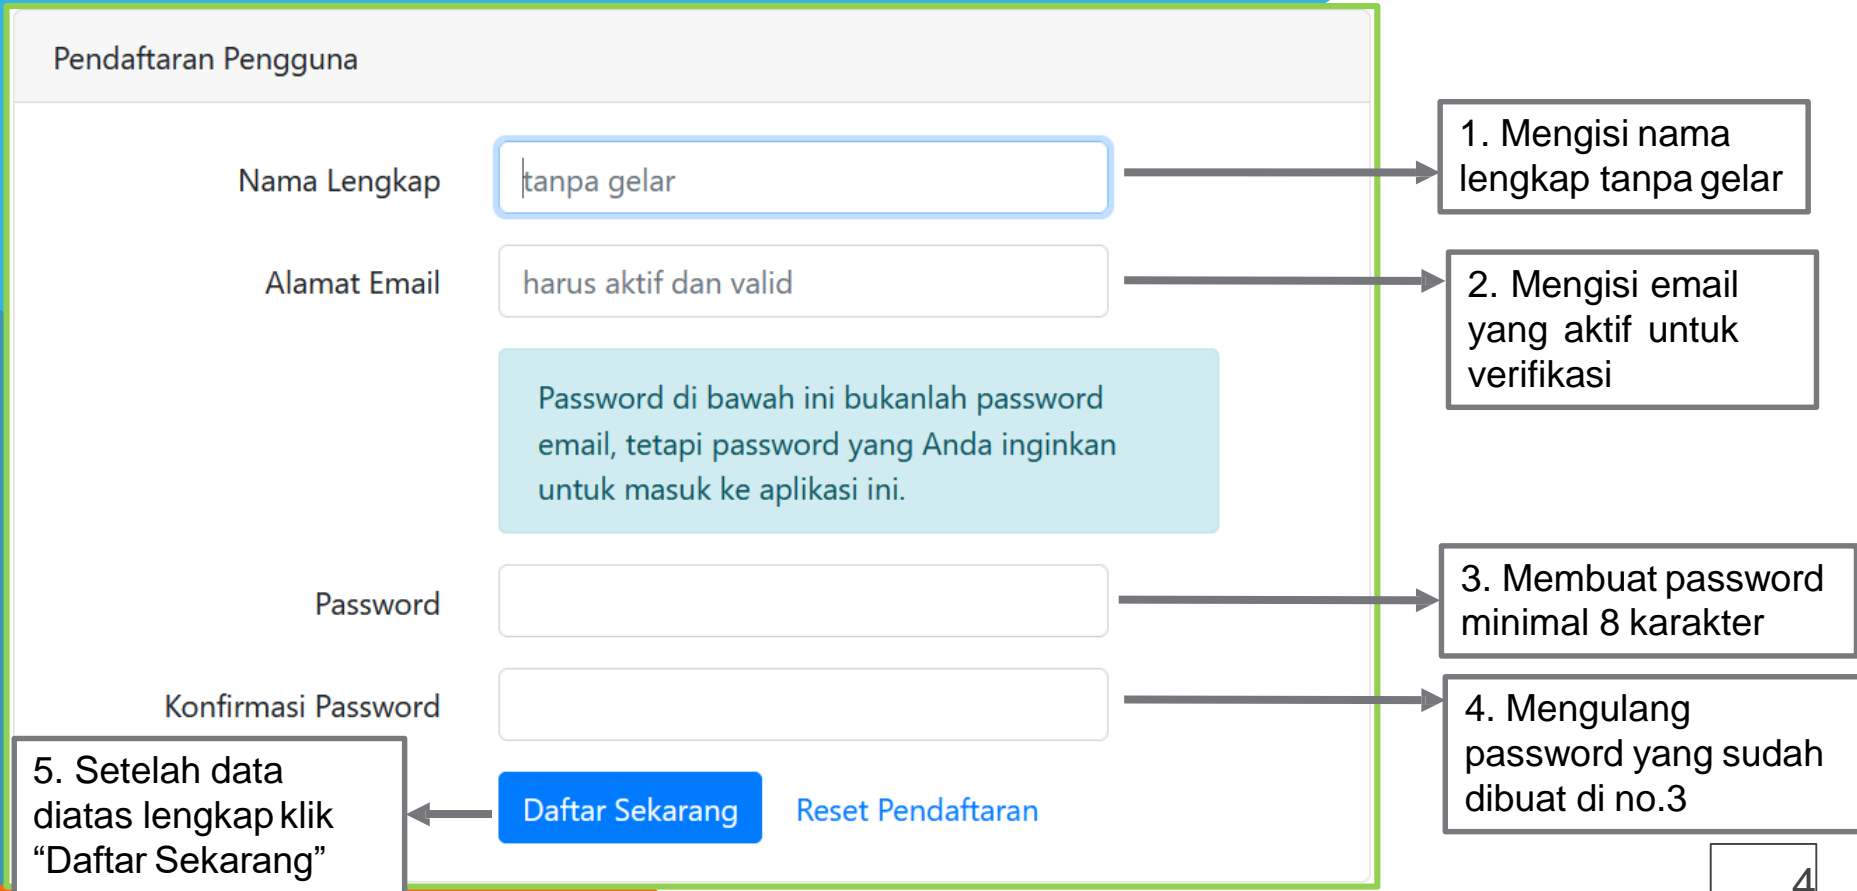 Pendaftaran Pengguna
Nama Lengkap
tanpa gelar
1. Mengisi nama
lengkap tanpa gelar
Alamat Email
harus aktif dan valid
2. Mengisi email
yang aktif untuk
verifikasi
Password di bawah ini bukanlah password
email, tetapi password yang Anda inginkan
untuk masuk ke aplikasi ini.
Password
3. Membuat password
minimal 8 karakter
Konfirmasi Password
4. Mengulang
password yang sudah
dibuat di no.3
5. Setelah data
diatas lengkap klik
“Daftar Sekarang”
Daftar Sekarang
Reset Pendaftaran
4